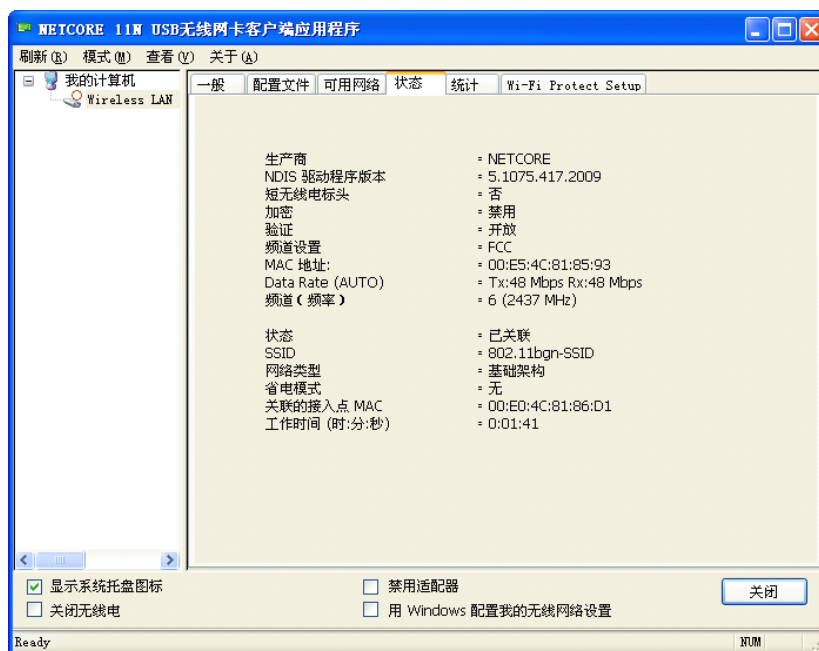 NETCORE 11N USB无线网卡客户端应用程序
刷新(R) 模式(M) 查看(V) 关于(A)
我的计算机
Wireless LAN
一般 配置文件 可用网络 状态 统计 Wi-Fi Protect Setup
生产商 = NETCORE
NDIS 驱动程序版本 = 5.1075.417.2009
短无线电标头 = 否
加密 = 禁用
验证 = 开放
频道设置 = FCC
MAC 地址: = 00:E5:4C:81:85:93
Data Rate (AUTO) = Tx:48 Mbps Rx:48 Mbps
频道(频率) = 6 (2437 MHz)
状态 = 已关联
SSID = 802.11bgn-SSID
网络类型 = 基础架构
省电模式 = 无
关联的接入点 MAC = 00:E0:4C:81:86:D1
工作时间 (时:分:秒) = 0:01:41
显示系统托盘图标 禁用适配器 关闭
关闭无线电 用 Windows 配置我的无线网络设置
Ready NUM